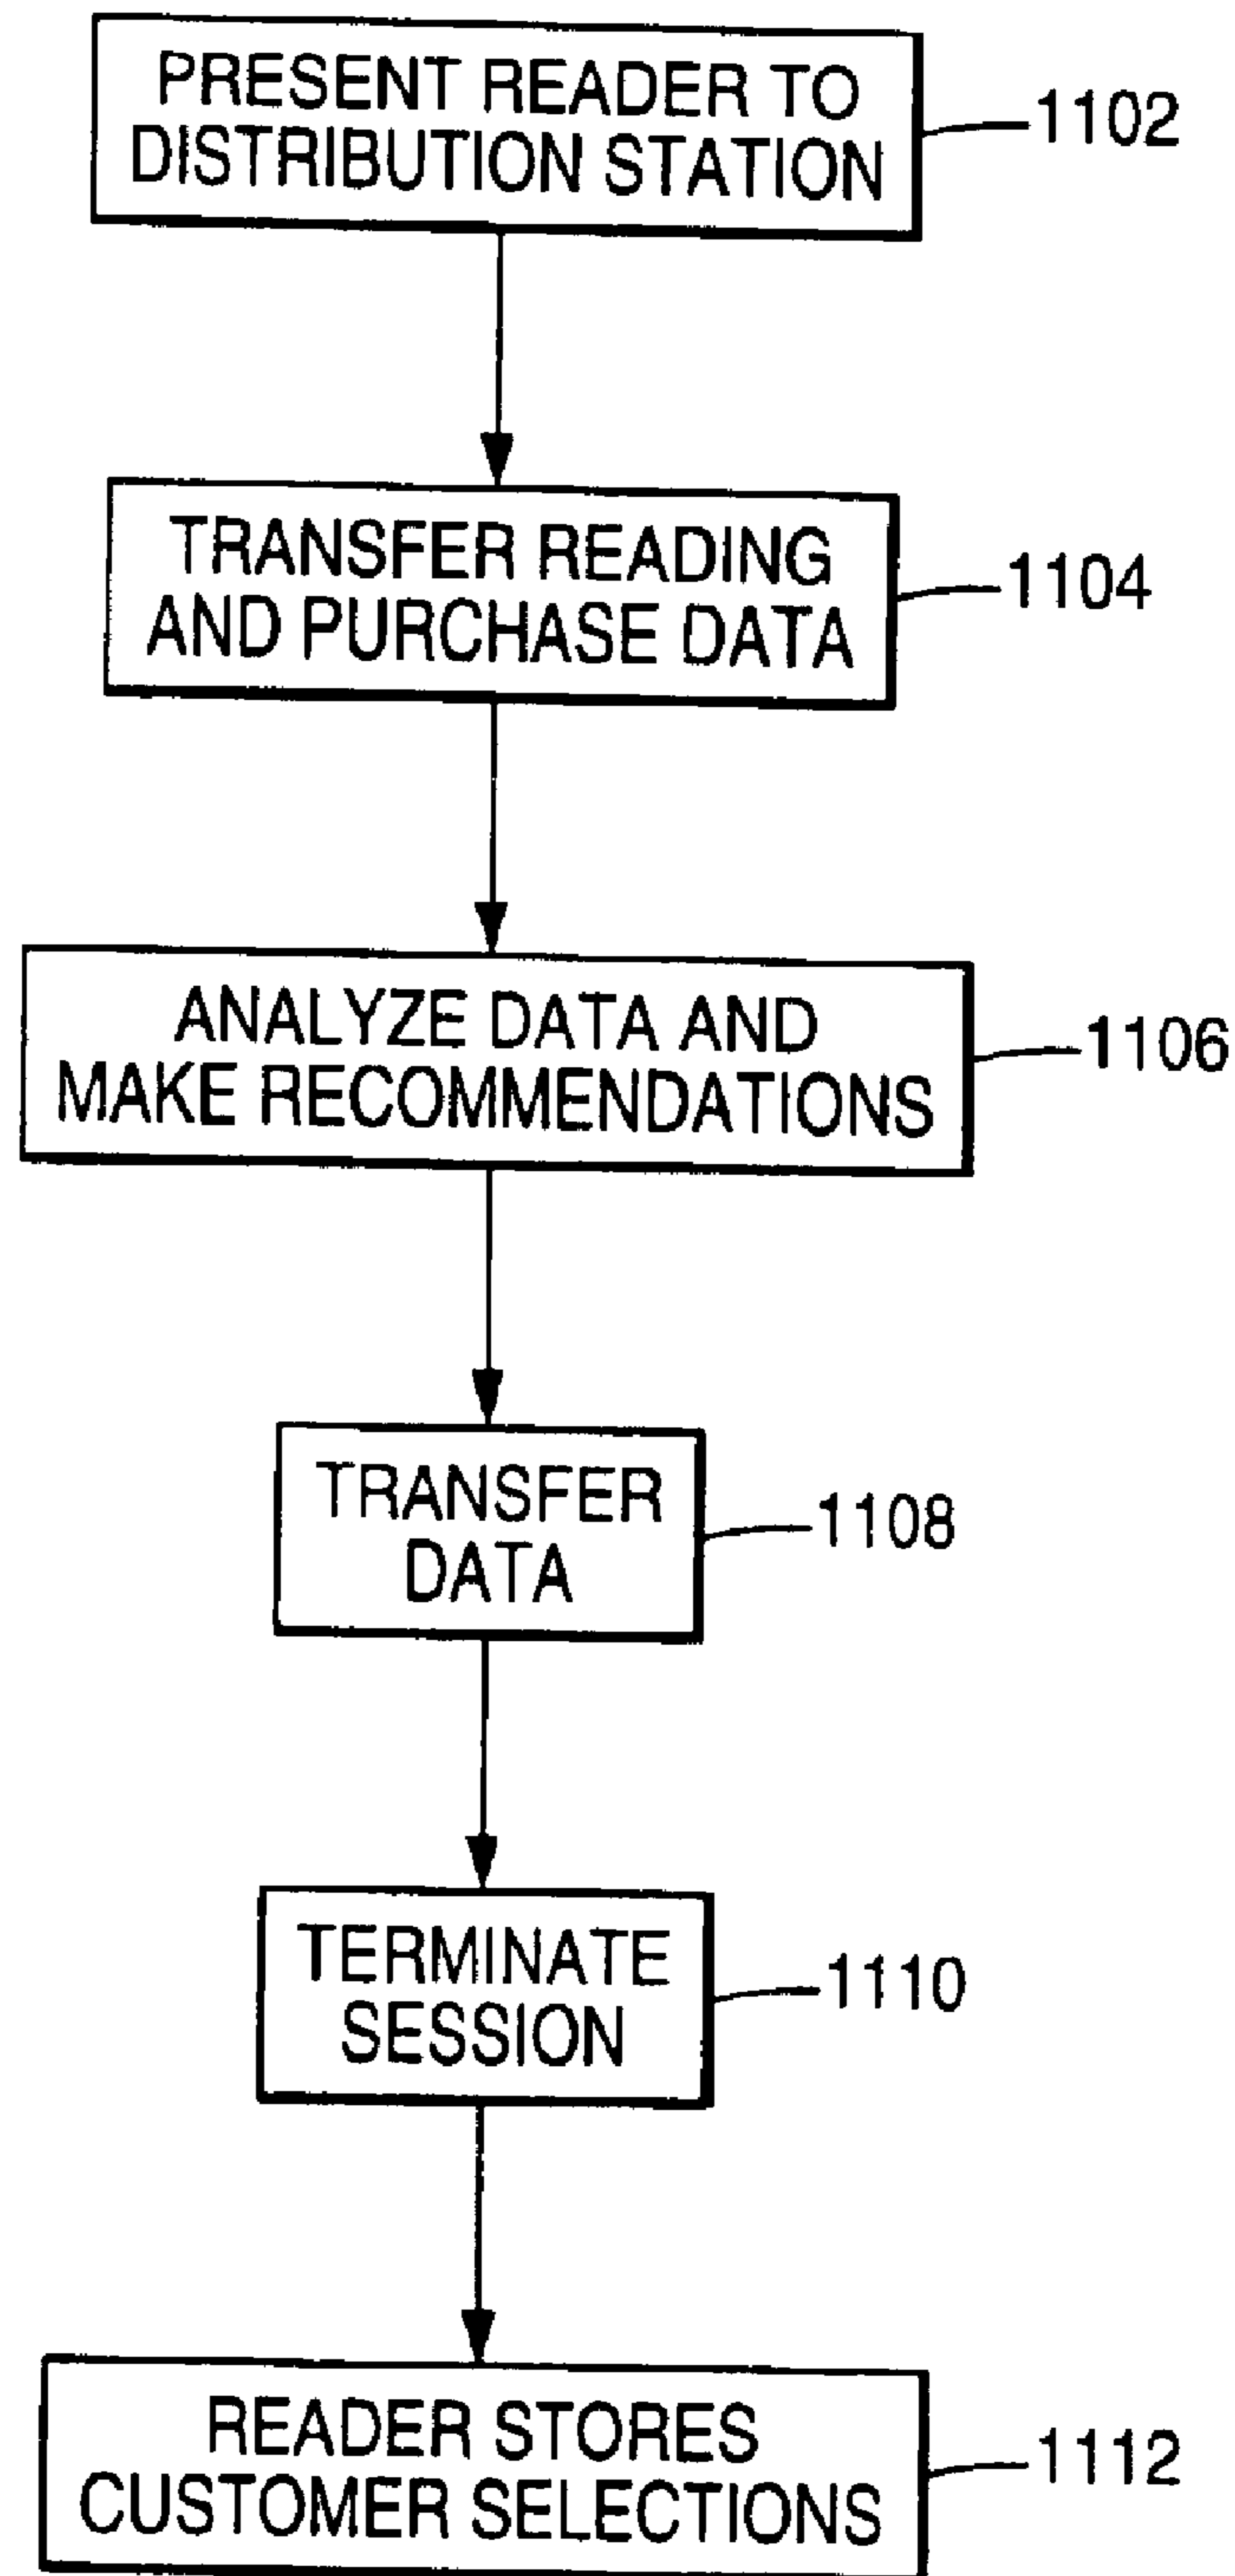 PRESENT READER TO
DISTRIBUTION STATION
1102
TRANSFER READING
AND PURCHASE DATA
1104
ANALYZE DATA AND
MAKE RECOMMENDATIONS
1106
TRANSFER
DATA
1108
TERMINATE
SESSION
1110
READER STORES
CUSTOMER SELECTIONS
1112